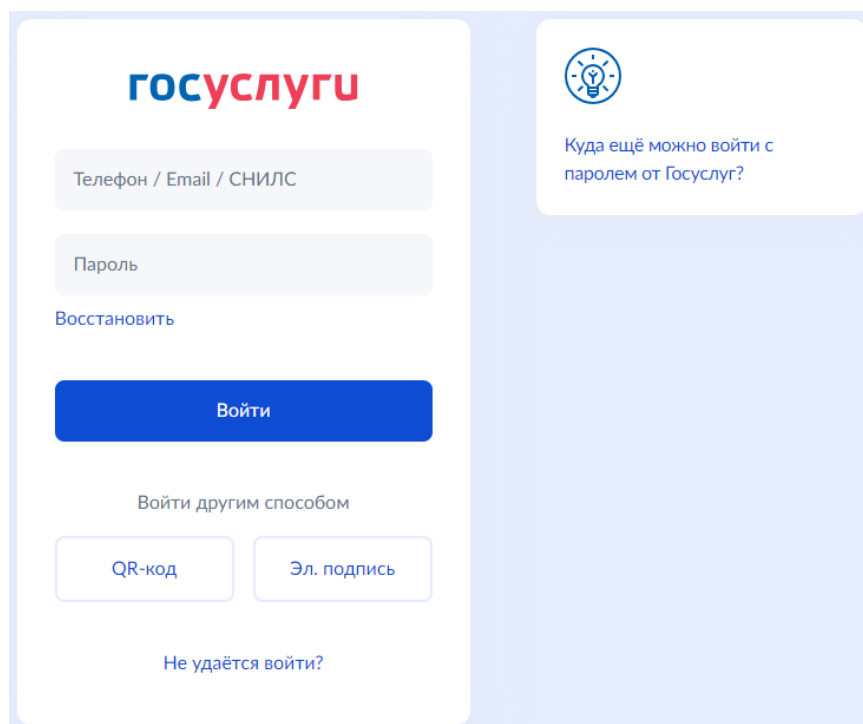 госуслуги
Телефон / Email / СНИЛС
Пароль
Восстановить
Войти
Войти другим способом
QR-код
Эл. подпись
Не удаётся войти?
Куда ещё можно войти с
паролем от Госуслуг?